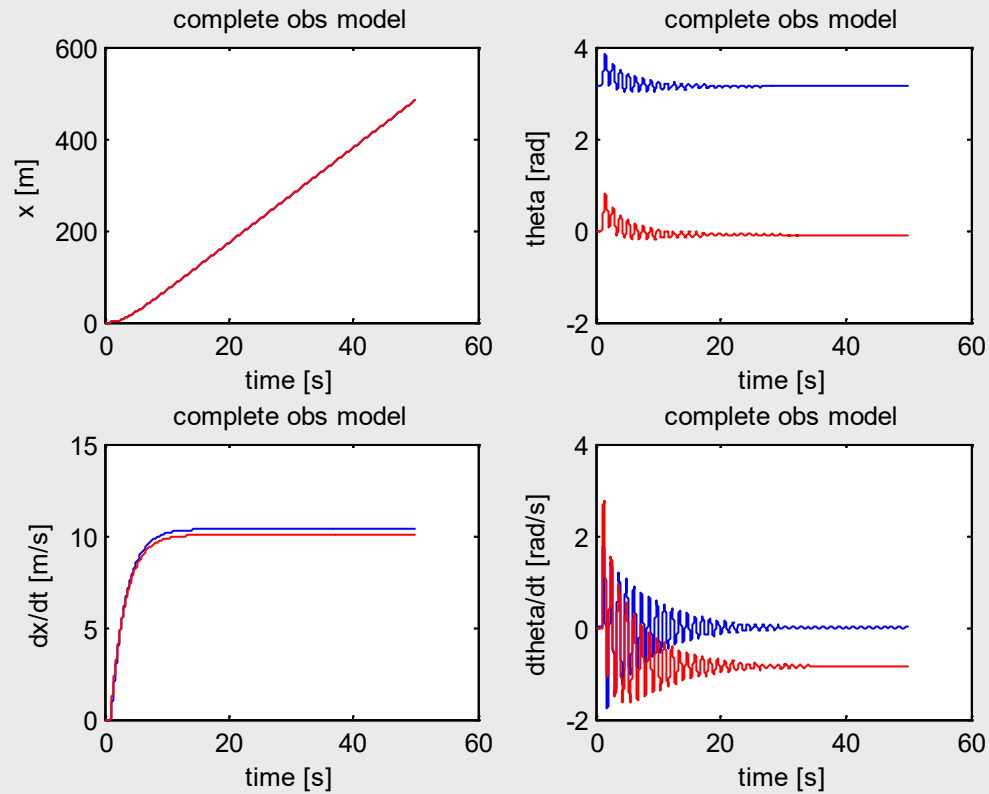 complete obs model
600
400
200
0
x [m]
0 20 40 60
time [s]
complete obs model
4
2
0
-2
theta [rad]
0 20 40 60
time [s]
complete obs model
15
10
5
0
dx/dt [m/s]
0 20 40 60
time [s]
complete obs model
4
2
0
-2
dtheta/dt [rad/s]
0 20 40 60
time [s]